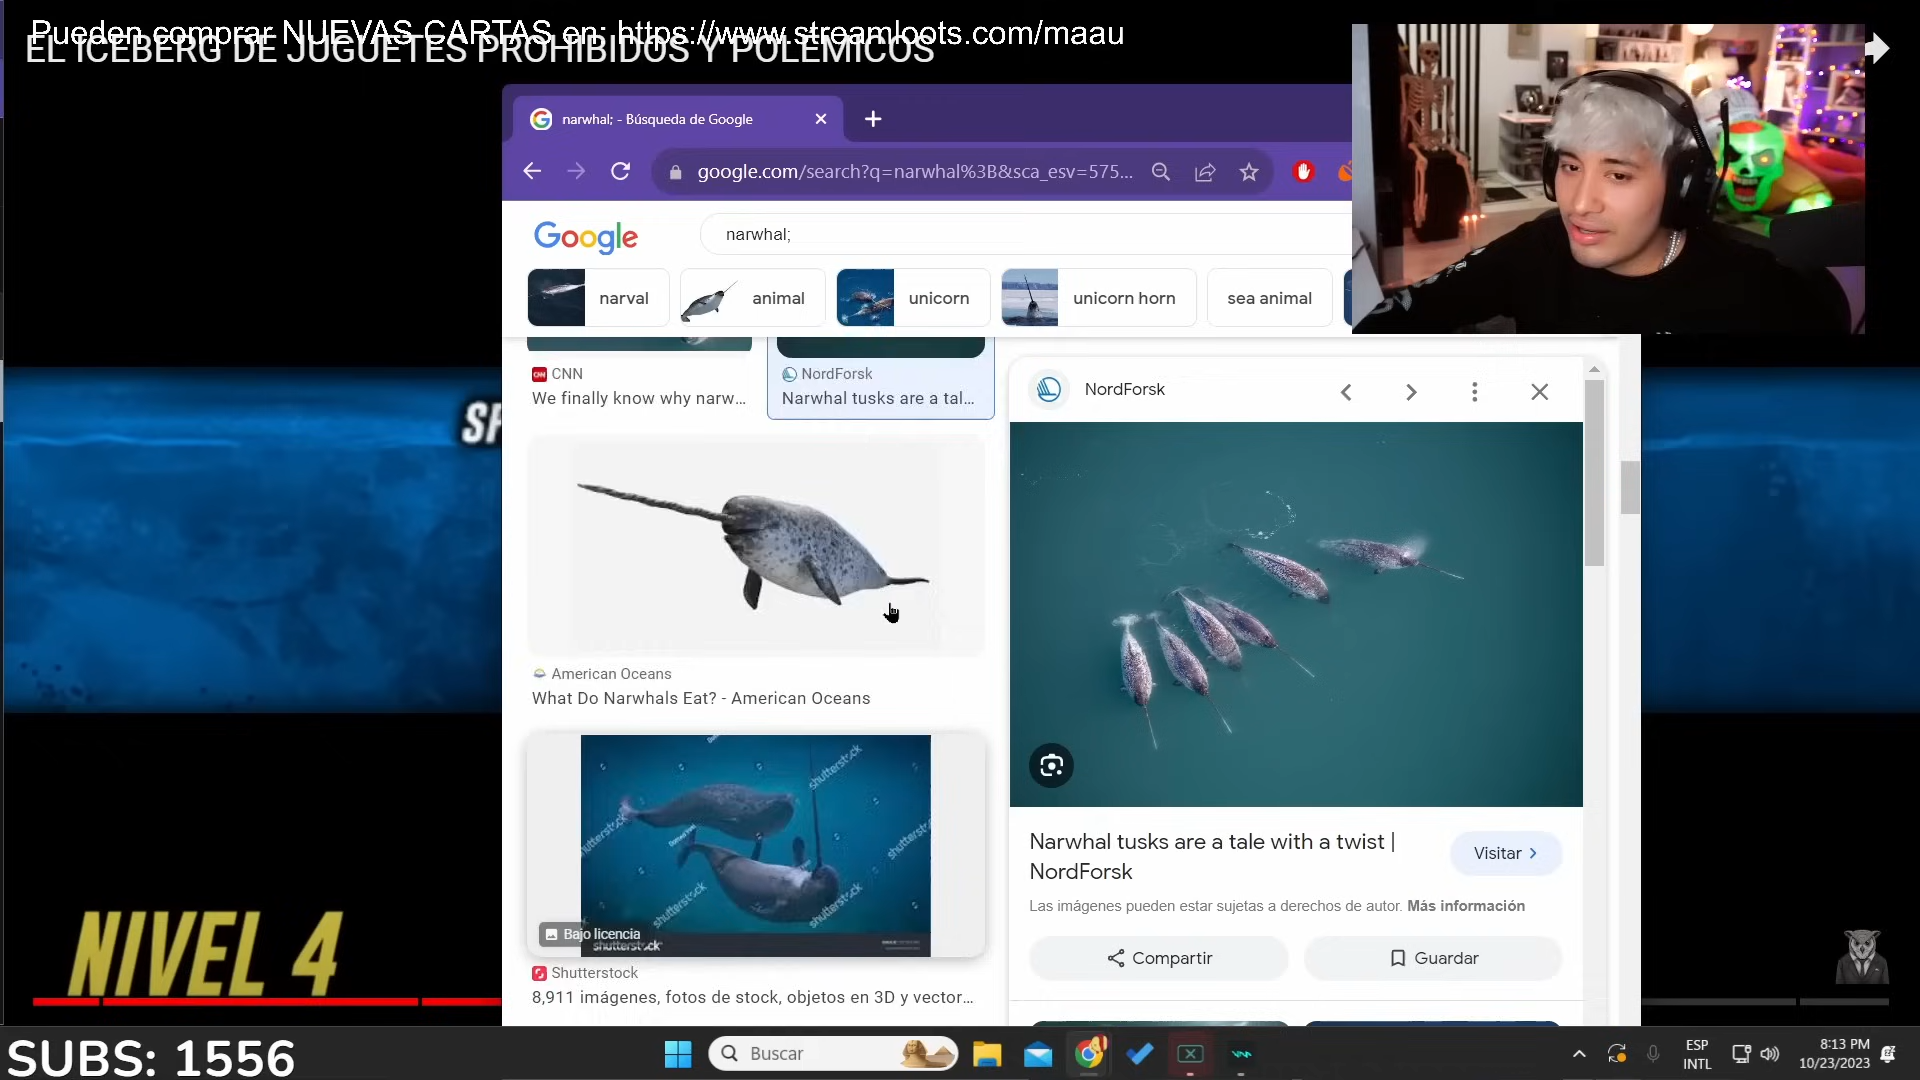 Pueden comprar NUEVAS CARTAS en: https://www.streamloots.com/maau
EL ICEBERG DE JUGUETES PROHIBIDOS Y POLÉMICOS
narwhal; - Búsqueda de Google
google.com/search?q=narwhal%3B&sca_esv=575...
Google
narwhal;
narval
animal
unicorn
unicorn horn
sea animal
CNN
We finally know why narw...
NordForsk
Narwhal tusks are a tal...
NordForsk
American Oceans
What Do Narwhals Eat? - American Oceans
shutterstock
shutterstock
shutterstock
shutterstock
Bajo licencia
shutterstock
Shutterstock
8,911 imágenes, fotos de stock, objetos en 3D y vector...
Narwhal tusks are a tale with a twist |
NordForsk
Visitar
Las imágenes pueden estar sujetas a derechos de autor. Más información
Compartir
Guardar
NIVEL 4
SUBS: 1556
Buscar
ESP
INTL
8:13 PM
10/23/2023